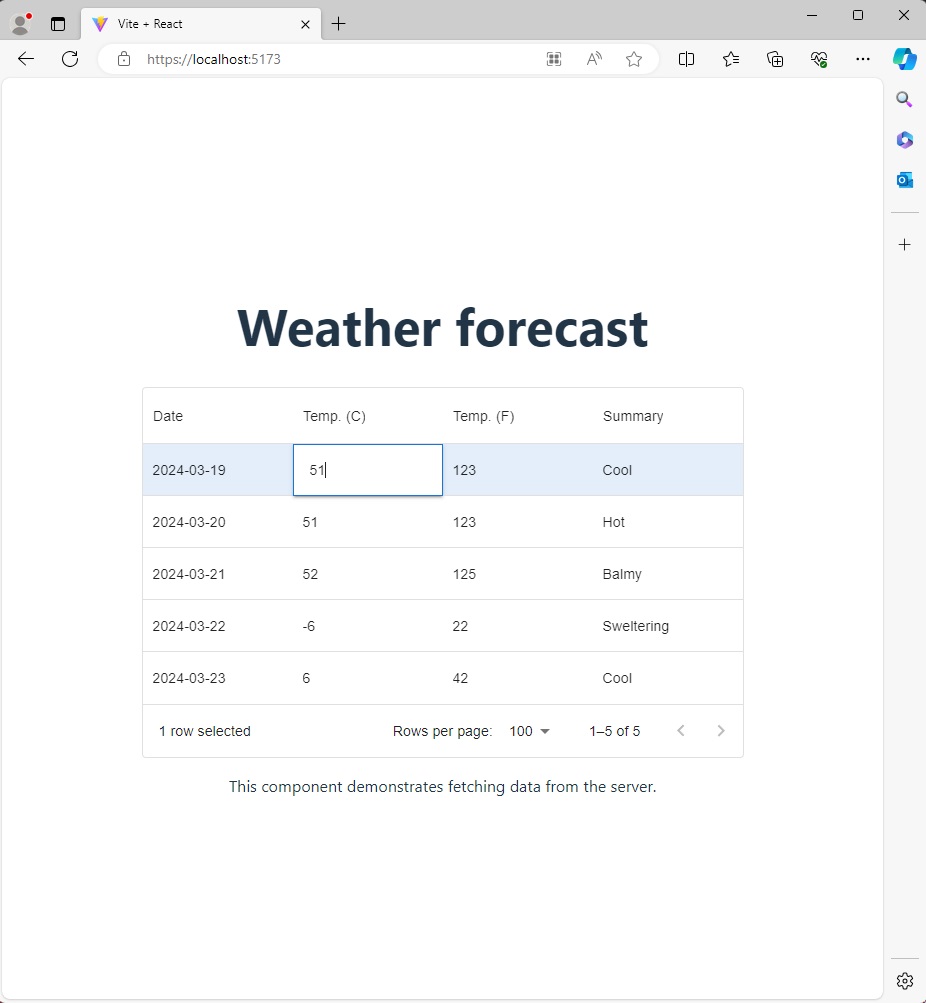 Vite + React
https://localhost:5173
Weather forecast
Date Temp. (C) Temp. (F) Summary
2024-03-19 51 123 Cool
2024-03-20 51 123 Hot
2024-03-21 52 125 Balmy
2024-03-22 -6 22 Sweltering
2024-03-23 6 42 Cool
1 row selected Rows per page: 100 1–5 of 5
This component demonstrates fetching data from the server.